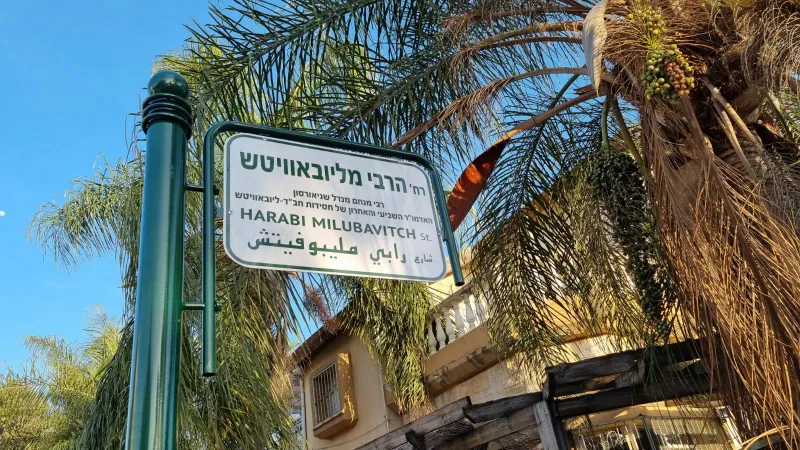 רח' הרבי מליובאוויטש
רבי מנחם מנדל שניאורסון
האדמו"ר השביעי והאחרון של חסידות חב"ד-ליובאוויטש
HARABI MILUBAVITCH St.
شارع رابي مليبوفيتش